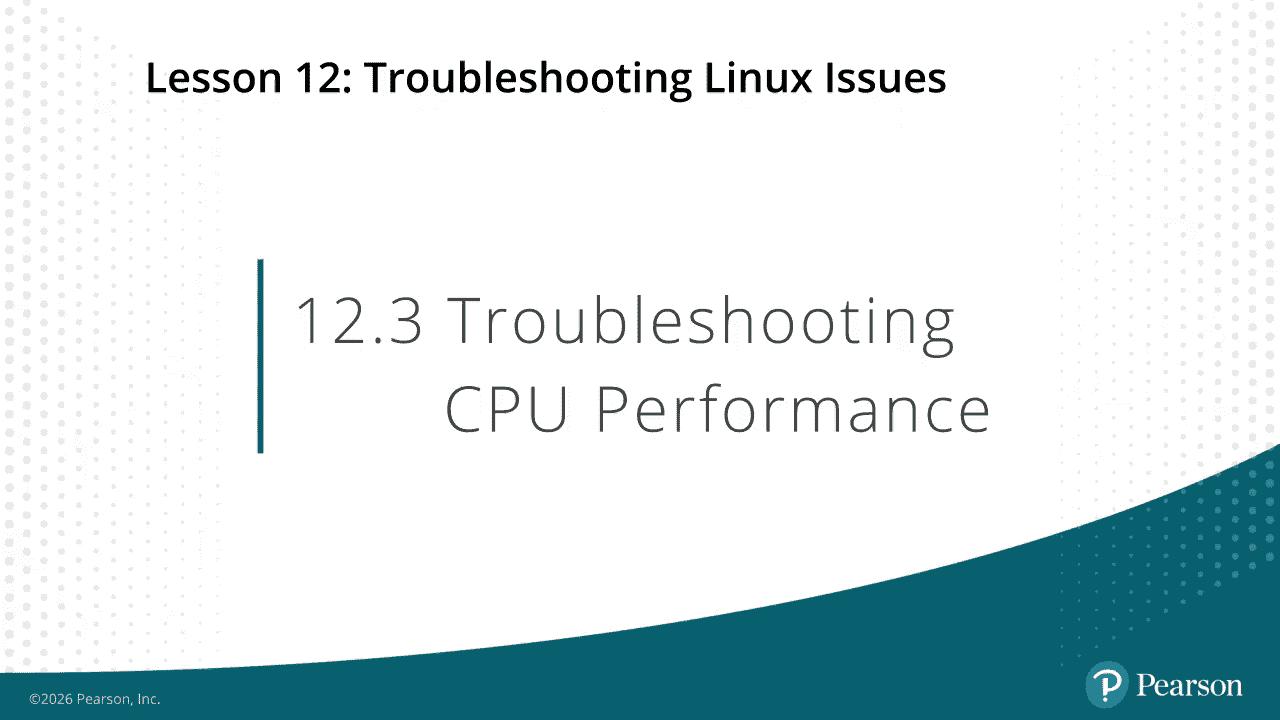 Lesson 12: Troubleshooting Linux Issues
12.3 Troubleshooting
CPU Performance
©2026 Pearson, Inc.
Pearson